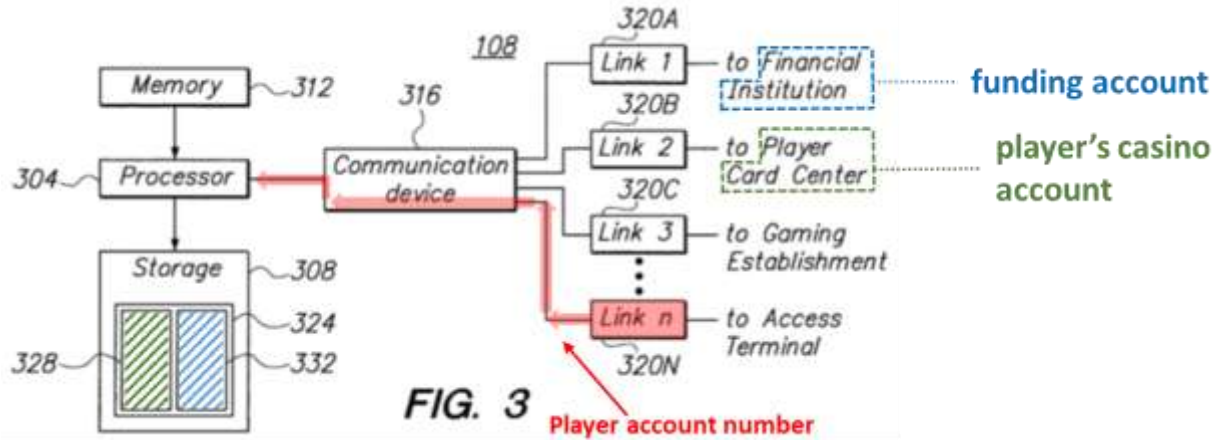 108
320A
Link 1
to Financial
Institution
funding account
Memory
312
316
320B
Link 2
to Player
Card Center
player's casino
account
304
Processor
Communication
device
320C
Link 3
to Gaming
Establishment
Storage
308
324
328
332
Link n
to Access
Terminal
320N
FIG. 3
Player account number